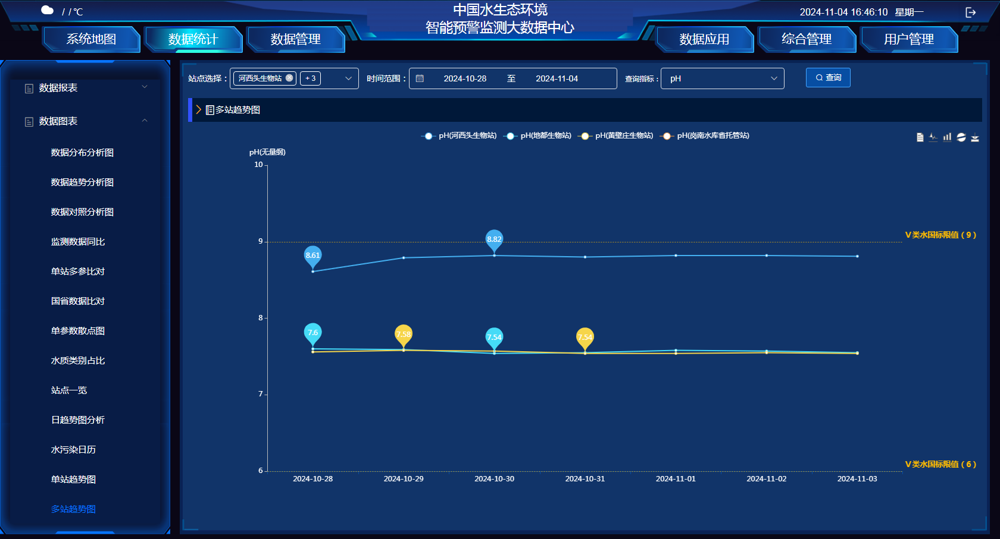 / / ℃
中国水生态环境
智能预警监测大数据中心
2024-11-04 16:46:10 星期一
系统地图
数据统计
数据管理
数据应用
综合管理
用户管理
数据报表
数据图表
数据分布分析图
数据趋势分析图
数据对照分析图
监测数据同比
单站多参比对
国省数据比对
单参数散点图
水质类别占比
站点一览
日趋势图分析
水污染日历
单站趋势图
多站趋势图
站点选择：
河西头生物站
+ 3
时间范围：
2024-10-28 至 2024-11-04
查询指标：
pH
查询
多站趋势图
pH(河西头生物站)
pH(地都生物站)
pH(黄壁庄生物站)
pH(岗南水库省托管站)
pH(无量纲)
10
9
8
7
6
V 类水国标限值 ( 9 )
V 类水国标限值 ( 6 )
8.61
8.82
7.6
7.58
7.54
7.54
2024-10-28
2024-10-29
2024-10-30
2024-10-31
2024-11-01
2024-11-02
2024-11-03